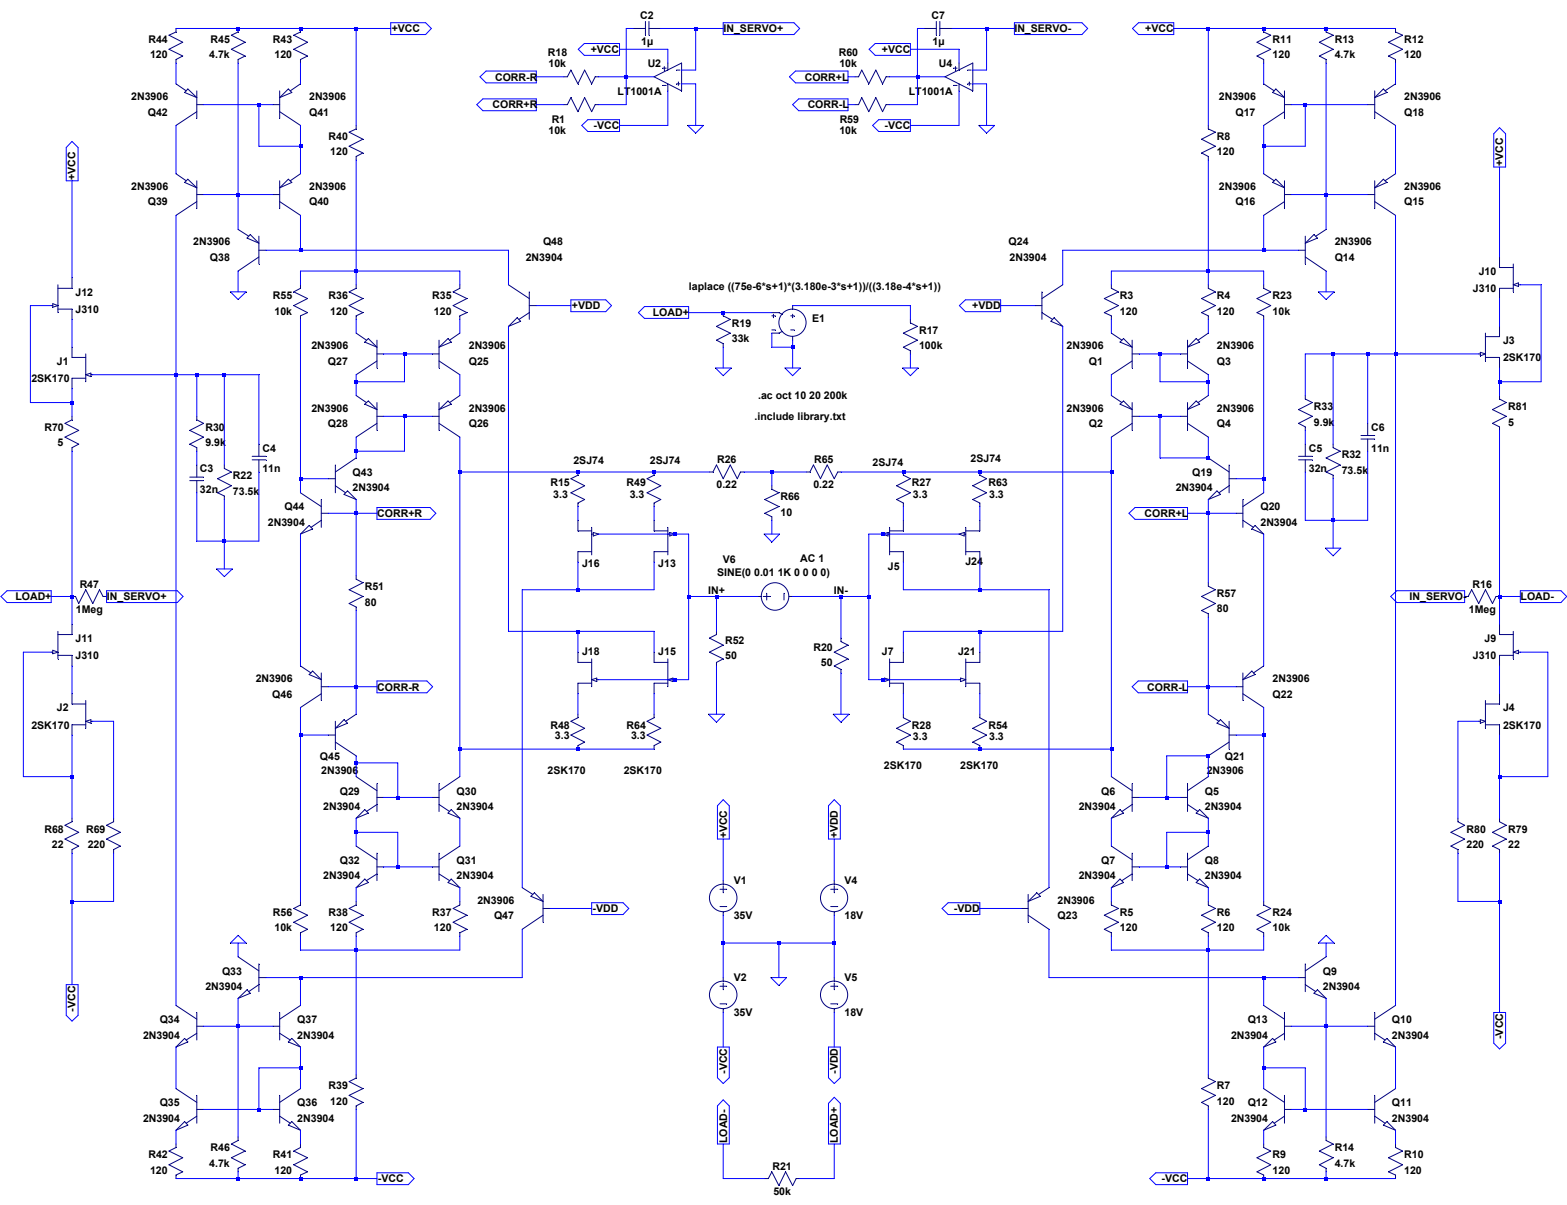 R44
120
R45
4.7k
R43
120
+VCC
2N3906
Q42
2N3906
Q41
R40
120
2N3906
Q39
2N3906
Q40
2N3906
Q38
Q48
2N3904
+VDD
C2
1µ
IN_SERVO+
+VCC
R18
10k
U2
CORR-R
LT1001A
CORR+R
R1
10k
-VCC
C7
1µ
IN_SERVO-
+VCC
R60
10k
U4
CORR+L
LT1001A
CORR-L
R59
10k
-VCC
+VCC
R11
120
R13
4.7k
R12
120
2N3906
Q17
2N3906
Q18
R8
120
2N3906
Q16
2N3906
Q15
2N3906
Q14
Q24
2N3904
+VDD
+VCC
J12
J310
J1
2SK170
R70
5
R30
9.9k
C3
32n
R22
73.5k
C4
11n
R55
10k
R36
120
R35
120
2N3906
Q27
2N3906
Q25
2N3906
Q28
2N3906
Q26
Q43
2N3904
Q44
2N3904
CORR+R
laplace ((75e-6*s+1)*(3.180e-3*s+1))/((3.18e-4*s+1))
LOAD+
R19
33k
E1
R17
100k
.ac oct 10 20 200k
.include library.txt
R3
120
R4
120
R23
10k
2N3906
Q1
2N3906
Q3
2N3906
Q2
2N3906
Q4
Q19
2N3904
Q20
2N3904
CORR+L
+VCC
J10
J310
J3
2SK170
R81
5
R33
9.9k
C5
32n
R32
73.5k
C6
11n
2SJ74
R15
3.3
2SJ74
R49
3.3
R26
0.22
R65
0.22
R66
10
2SJ74
R27
3.3
2SJ74
R63
3.3
J16
J13
J5
J24
V6
AC 1
SINE(0 0.01 1K 0 0 0 0)
IN+
IN-
R52
50
R20
50
LOAD+
R47
1Meg
IN_SERVO+
R51
80
R57
80
IN_SERVO
R16
1Meg
LOAD-
J11
J310
J2
2SK170
2N3906
Q46
CORR-R
Q45
2N3906
J18
J15
R48
3.3
R64
3.3
2SK170
2SK170
J7
J21
R28
3.3
R54
3.3
2SK170
2SK170
CORR-L
2N3906
Q22
Q21
2N3906
J9
J310
J4
2SK170
Q29
2N3904
Q30
2N3904
Q32
2N3904
Q31
2N3904
R68
22
R69
220
R56
10k
R38
120
R37
120
2N3906
Q47
-VDD
+VCC
V1
35V
V2
35V
-VCC
+VDD
V4
18V
V5
18V
-VDD
Q6
2N3904
Q5
2N3904
Q7
2N3904
Q8
2N3904
-VDD
2N3906
Q23
R5
120
R6
120
R24
10k
R80
220
R79
22
-VCC
Q33
2N3904
Q34
2N3904
Q37
2N3904
Q35
2N3904
Q36
2N3904
R39
120
R42
120
R46
4.7k
R41
120
-VCC
LOAD-
LOAD+
R21
50k
Q9
2N3904
Q13
2N3904
Q10
2N3904
Q12
2N3904
Q11
2N3904
R7
120
R9
120
R14
4.7k
R10
120
-VCC
-VCC